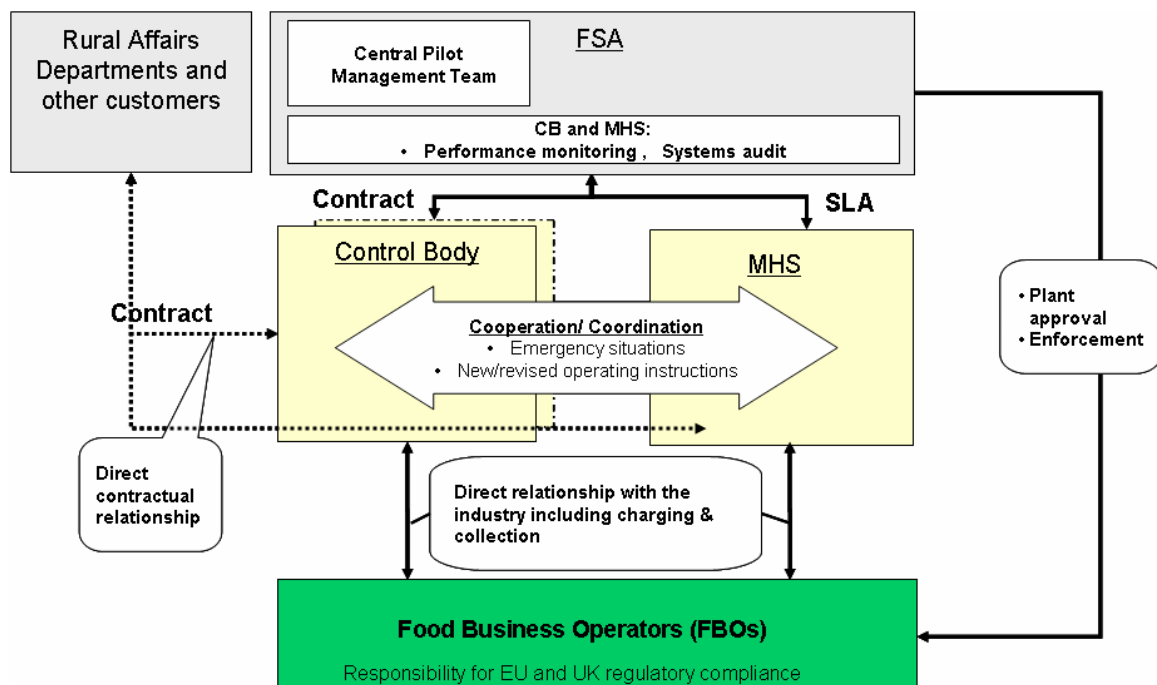 Rural Affairs
Departments and
other customers
FSA
Central Pilot
Management Team
CB and MHS:
• Performance monitoring , Systems audit
Contract
SLA
Control Body
MHS
Contract
Cooperation/ Coordination
• Emergency situations
• New/revised operating instructions
• Plant
approval
• Enforcement
Direct
contractual
relationship
Direct relationship with the
industry including charging &
collection
Food Business Operators (FBOs)
Responsibility for EU and UK regulatory compliance